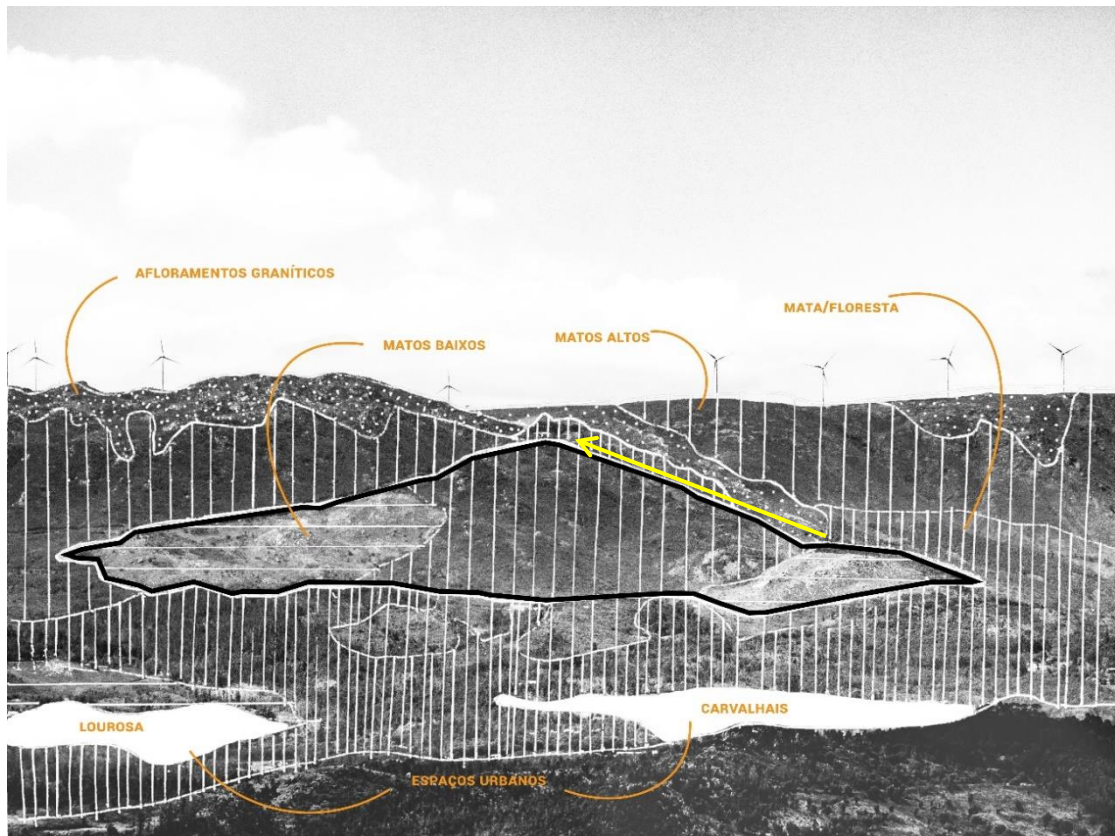 AFLORAMENTOS GRANÍTICOS
MATA/FLORESTA
MATOS BAIXOS
MATOS ALTOS
LOUROSA
CARVALHAIS
ESPAÇOS URBANOS